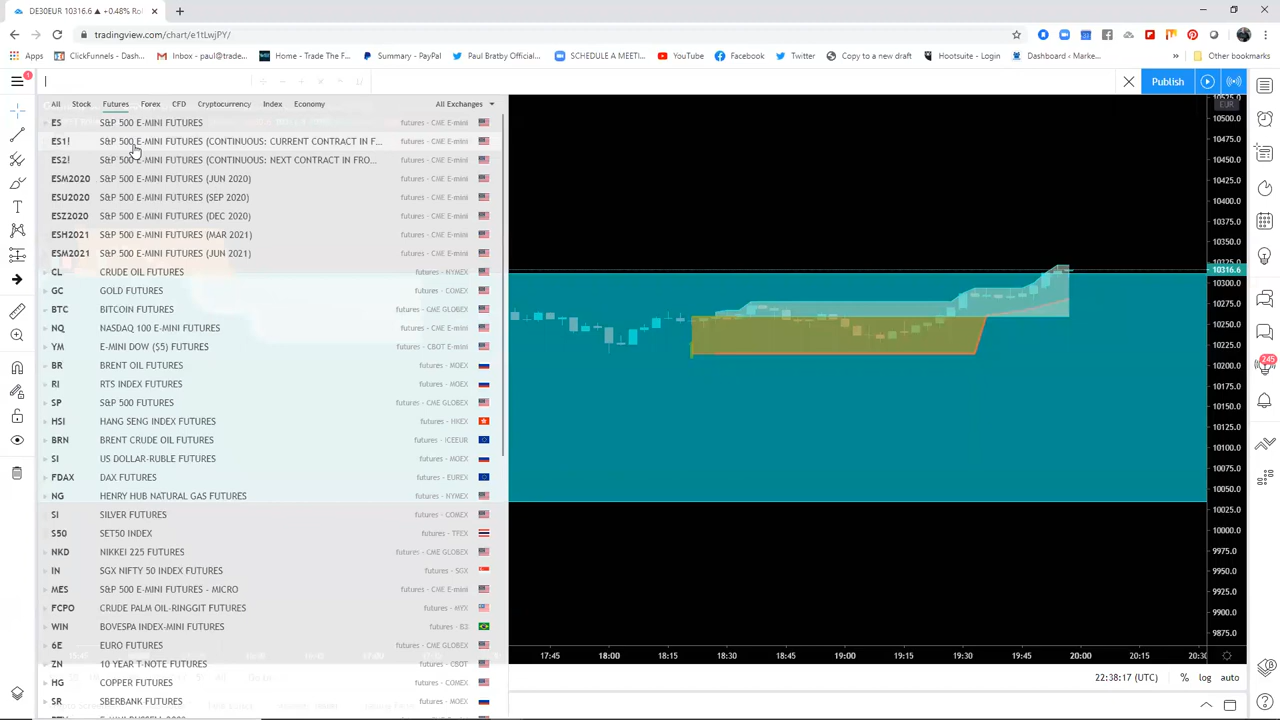 DE30EUR 10316.6 ▲ +0.48% Rol
tradingview.com/chart/e1tLwjPY/
Apps ClickFunnels - Dash... Inbox - paul@trade... Home - Trade The F... Summary - PayPal Paul Bratby Official... SCHEDULE A MEETI... YouTube Facebook Twitter Copy to v2 draft Hootsuite - Login Dashboard < Marke... Other bookmarks
1 Publish
All Stock Futures Forex CFD Cryptocurrency Index Economy All Exchanges
ES S&P 500 E-MINI FUTURES futures - CME E-mini
ES1! S&P 500 E-MINI FUTURES (CONTINUOUS: CURRENT CONTRACT IN F... futures - CME E-mini
ES2! S&P 500 E-MINI FUTURES (CONTINUOUS: NEXT CONTRACT IN FRO... futures - CME E-mini
ESM2020 S&P 500 E-MINI FUTURES (JUN 2020) futures - CME E-mini
ESU2020 S&P 500 E-MINI FUTURES (SEP 2020) futures - CME E-mini
ESZ2020 S&P 500 E-MINI FUTURES (DEC 2020) futures - CME E-mini
ESH2021 S&P 500 E-MINI FUTURES (MAR 2021) futures - CME E-mini
ESM2021 S&P 500 E-MINI FUTURES (JUN 2021) futures - CME E-mini
CL CRUDE OIL FUTURES futures - NYMEX
GC GOLD FUTURES futures - COMEX
BTC BITCOIN FUTURES futures - CME GLOBEX
NQ NASDAQ 100 E-MINI FUTURES futures - CME E-mini
YM E-MINI DOW ($5) FUTURES futures - CBOT E-mini
BR BRENT OIL FUTURES futures - MOEX
RI RTS INDEX FUTURES futures - MOEX
SP S&P 500 FUTURES futures - CME GLOBEX
HSI HANG SENG INDEX FUTURES futures - HKEX
BRN BRENT CRUDE OIL FUTURES futures - ICEEUR
SI US DOLLAR-RUBLE FUTURES futures - MOEX
FDAX DAX FUTURES futures - EUREX
NG HENRY HUB NATURAL GAS FUTURES futures - NYMEX
SI SILVER FUTURES futures - COMEX
S50 SET50 INDEX futures - TFEX
NKD NIKKEI 225 FUTURES futures - CME GLOBEX
IN SGX NIFTY 50 INDEX FUTURES futures - SGX
MES S&P 500 E-MINI FUTURES - MICRO futures - CME E-mini
FCPO CRUDE PALM OIL-RINGGIT FUTURES futures - MYX
WIN BOVESPA INDEX-MINI FUTURES futures - B3
6E EURO FUTURES futures - CME GLOBEX
ZN 10 YEAR T-NOTE FUTURES futures - CBOT
HG COPPER FUTURES futures - COMEX
SR SBERBANK FUTURES futures - MOEX
EUR
10500.0
10475.0
10450.0
10425.0
10400.0
10375.0
10350.0
10325.0
10316.6
10300.0
10275.0
10250.0
10225.0
10200.0
10175.0
10150.0
10125.0
10100.0
10075.0
10050.0
10025.0
10000.0
9975.0
9950.0
9925.0
9900.0
9875.0
245
15:45 17:45 18:00 18:15 18:30 18:45 19:00 19:15 19:30 19:45 20:00 20:15 20:30
22:38:17 (UTC) % log auto